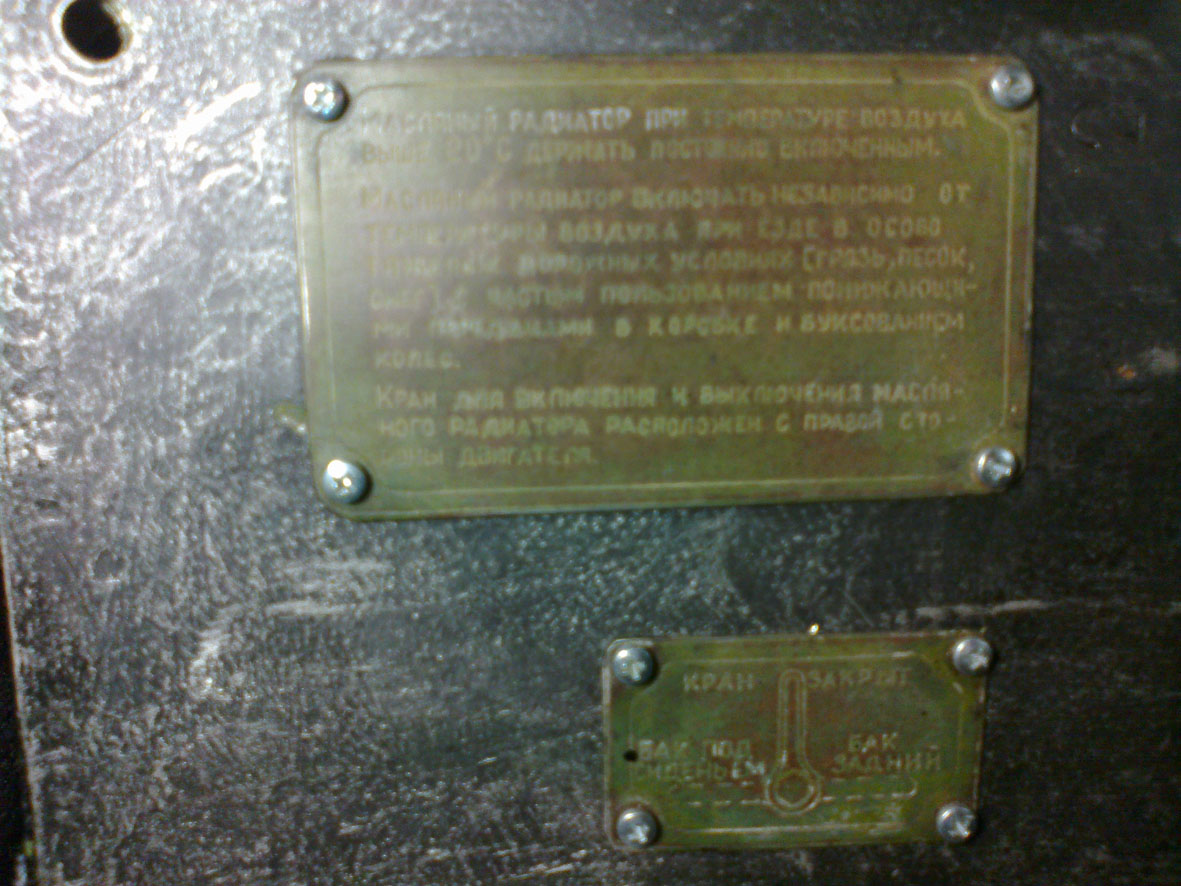 МАСЛЯНЫЙ РАДИАТОР ПРИ ТЕМПЕРАТУРЕ ВОЗДУХА
ВЫШЕ 20°С ДЕРЖАТЬ ПОСТОЯННО ВКЛЮЧЕННЫМ.
МАСЛЯНЫЙ РАДИАТОР ВКЛЮЧАТЬ НЕЗАВИСИМО ОТ
ТЕМПЕРАТУРЫ ВОЗДУХА ПРИ ЕЗДЕ В ОСОБО
ДОРОЖНЫХ УСЛОВИЯХ (ГРЯЗЬ, ПЕСОК,
СНЕГ), С ЧАСТЫМ ПОЛЬЗОВАНИЕМ ПОНИЖАЮЩИ-
МИ ПЕРЕДАЧАМИ В КОРОБКЕ И БУКСОВАНИЕМ
КОЛЕС.
КРАН ДЛЯ ВКЛЮЧЕНИЯ И ВЫКЛЮЧЕНИЯ МАСЛЯ-
НОГО РАДИАТОРА РАСПОЛОЖЕН С ПРАВОЙ СТО-
РОНЫ ДВИГАТЕЛЯ.
КРАН ЗАКРЫТ
БАК ПОД СИДЕНЬЕМ
БАК ЗАДНИЙ